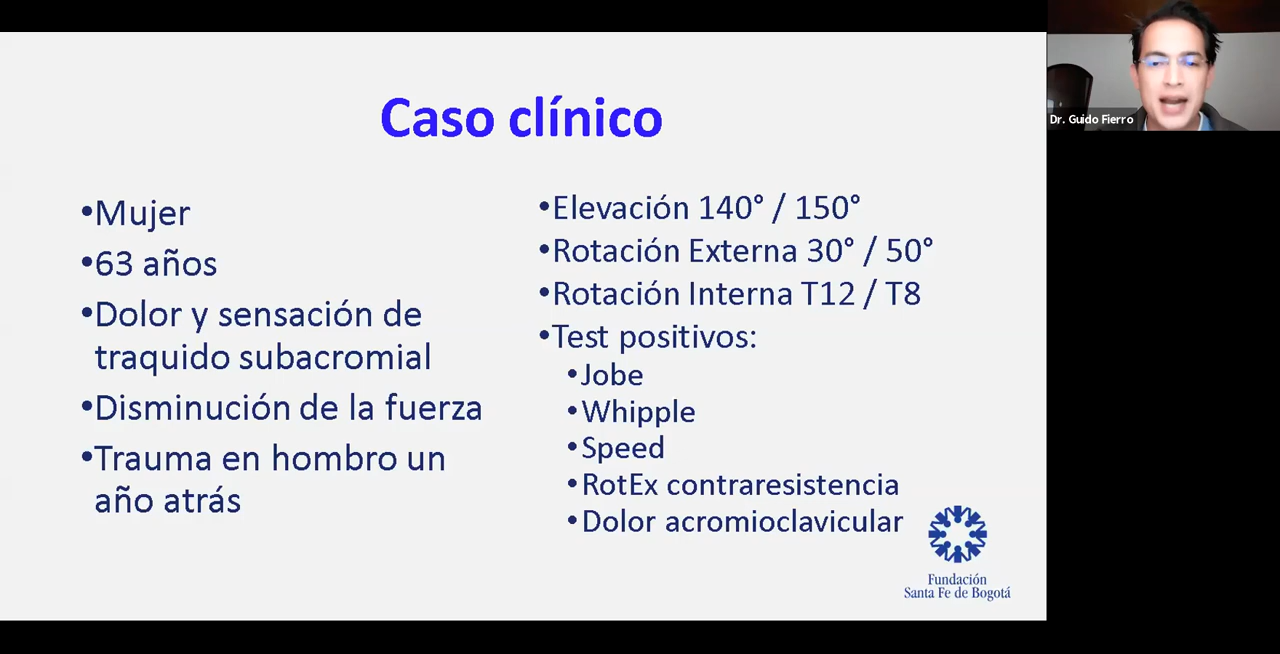 Caso clínico
•Mujer
•63 años
•Dolor y sensación de
traquido subacromial
•Disminución de la fuerza
•Trauma en hombro un
año atrás
•Elevación 140° / 150°
•Rotación Externa 30° / 50°
•Rotación Interna T12 / T8
•Test positivos:
•Jobe
•Whipple
•Speed
•RotEx contraresistencia
•Dolor acromioclavicular
Fundación
Santa Fe de Bogotá
Dr. Guido Fierro